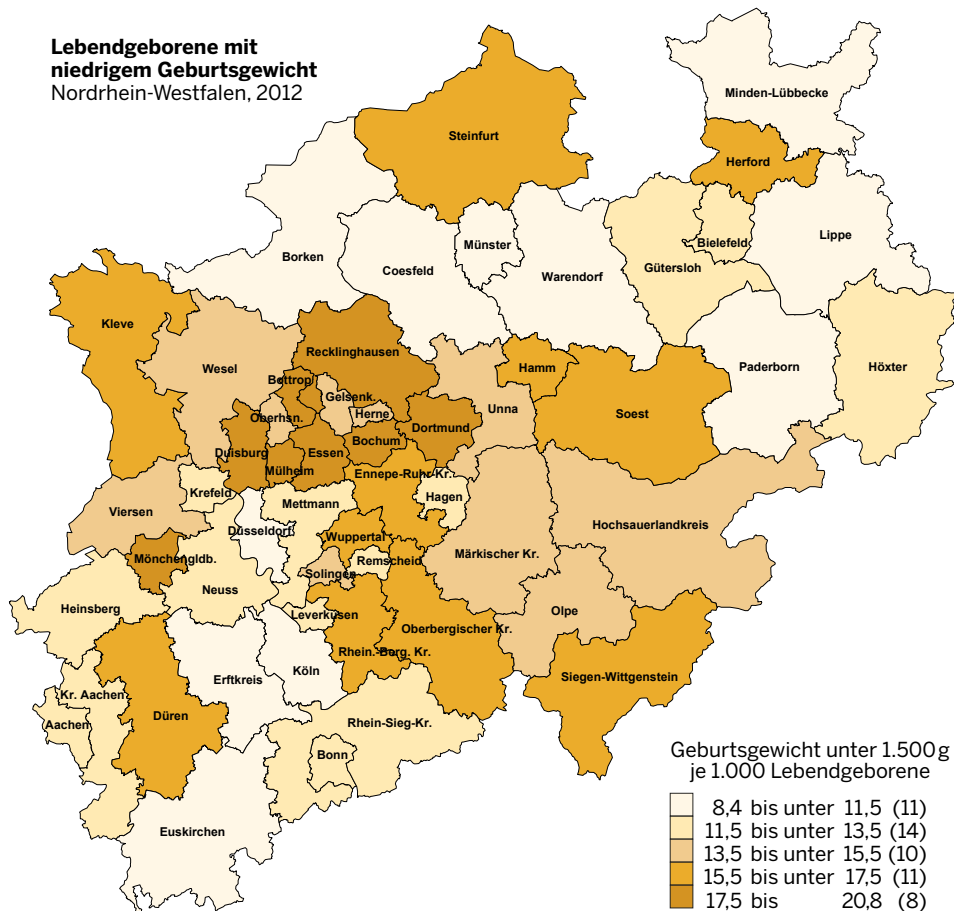 Lebendgeborene mit
niedrigem Geburtsgewicht
Nordrhein-Westfalen, 2012
Minden-Lübbecke
Steinfurt
Herford
Lippe
Bielefeld
Münster
Borken
Coesfeld
Warendorf
Gütersloh
Kleve
Recklinghausen
Wesel
Hamm
Paderborn
Höxter
Bottrop
Gelsenk.
Herne
Unna
Soest
Oberhsn.
Dortmund
Bochum
Duisburg
Essen
Mülheim
Ennepe-Ruhr-Kr.
Krefeld
Mettmann
Hagen
Viersen
Hochsauerlandkreis
Düsseldorf
Wuppertal
Märkischer Kr.
Mönchengldb.
Remscheid
Solingen
Neuss
Heinsberg
Leverkusen
Olpe
Oberbergischer Kr.
Rhein.-Berg. Kr.
Köln
Erftkreis
Siegen-Wittgenstein
Kr. Aachen
Düren
Aachen
Rhein-Sieg-Kr.
Bonn
Euskirchen
Geburtsgewicht unter 1.500 g
je 1.000 Lebendgeborene
8,4 bis unter 11,5 (11)
11,5 bis unter 13,5 (14)
13,5 bis unter 15,5 (10)
15,5 bis unter 17,5 (11)
17,5 bis 20,8 (8)